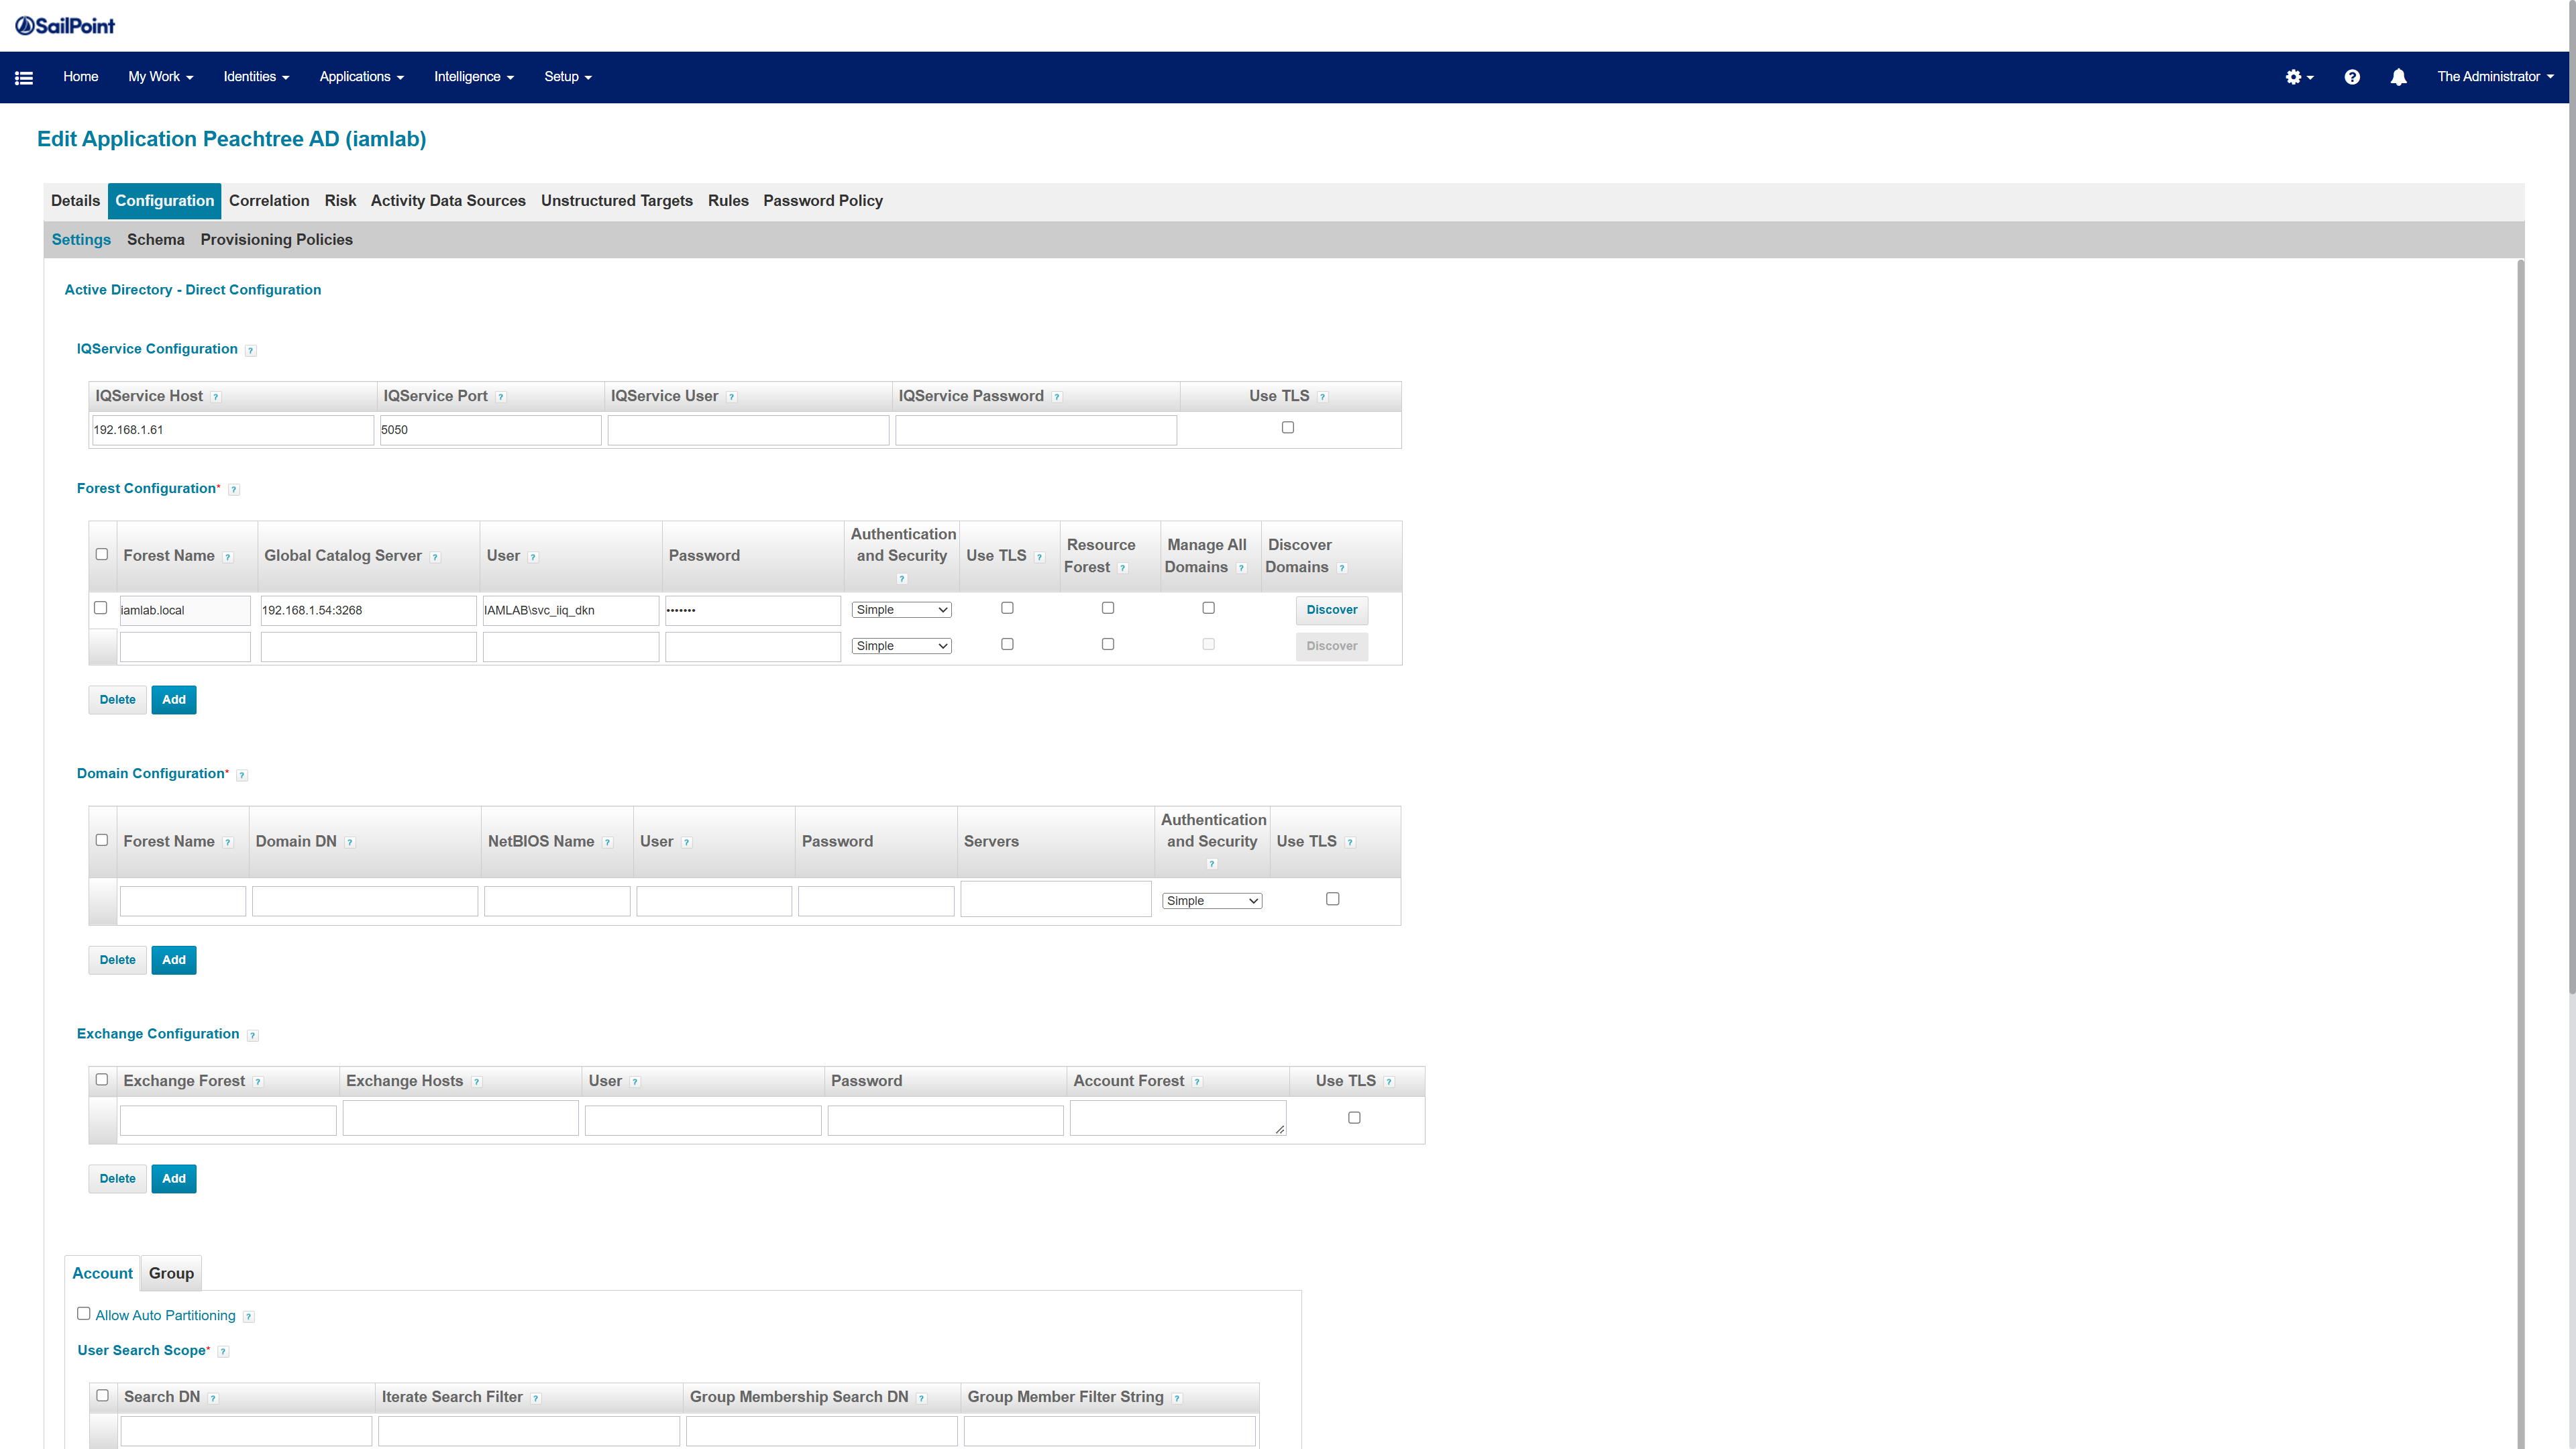 SailPoint
Home My Work Identities Applications Intelligence Setup The Administrator
Edit Application Peachtree AD (iamlab)
Details Configuration Correlation Risk Activity Data Sources Unstructured Targets Rules Password Policy
Settings Schema Provisioning Policies
Active Directory - Direct Configuration
IQService Configuration ?
IQService Host ? IQService Port ? IQService User ? IQService Password ? Use TLS ?
192.168.1.61 5050
Forest Configuration* ?
Forest Name ? Global Catalog Server ? User ? Password Authentication and Security ? Use TLS ? Resource Forest ? Manage All Domains ? Discover Domains ?
iamlab.local 192.168.1.54:3268 IAMLAB\svc_iiq_dkn ••••••• Simple Discover
Simple Discover
Delete Add
Domain Configuration* ?
Forest Name ? Domain DN ? NetBIOS Name ? User ? Password Servers Authentication and Security ? Use TLS ?
Simple
Delete Add
Exchange Configuration ?
Exchange Forest ? Exchange Hosts ? User ? Password Account Forest ? Use TLS ?
Delete Add
Account Group
Allow Auto Partitioning ?
User Search Scope* ?
Search DN ? Iterate Search Filter ? Group Membership Search DN ? Group Member Filter String ?